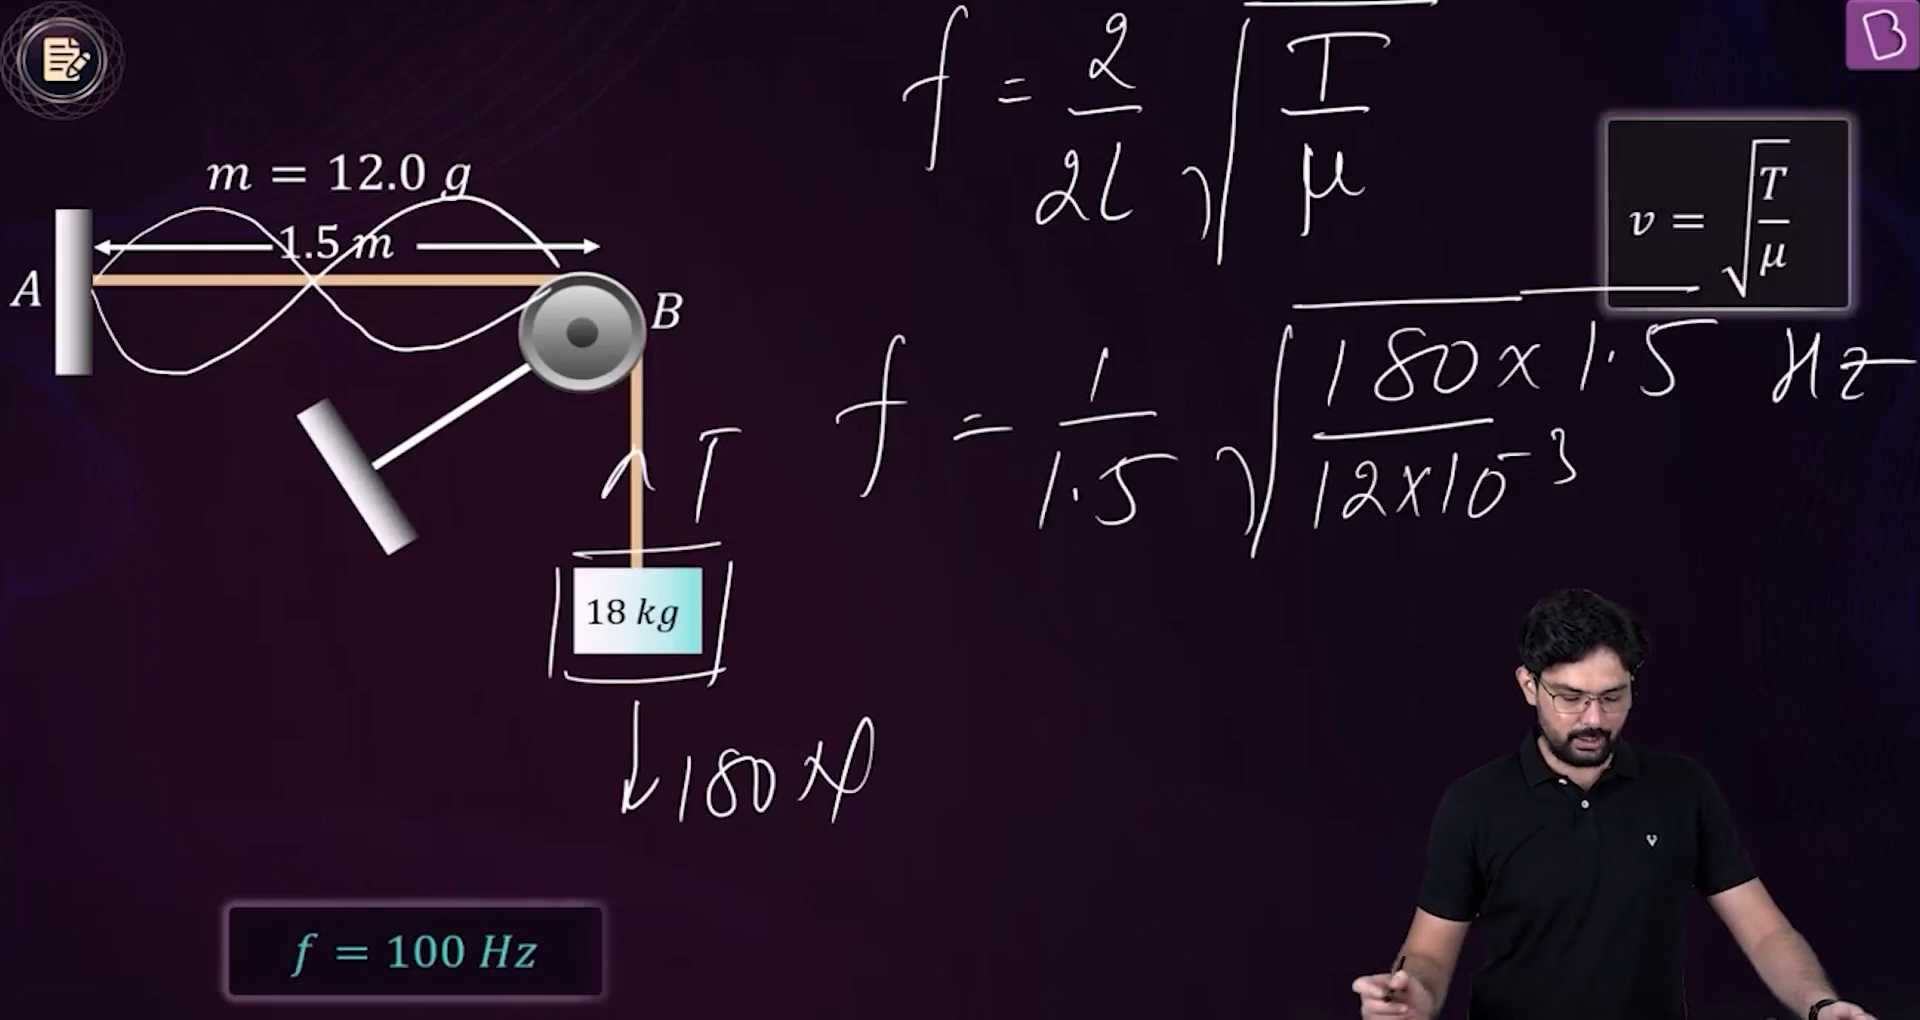 f = 2/2l √T/μ
v = √T/μ
m = 12.0 g
1.5 m
A
B
f = 1/1.5 √180×1.5/12×10⁻³ Hz
T
18 kg
180 N
f = 100 Hz